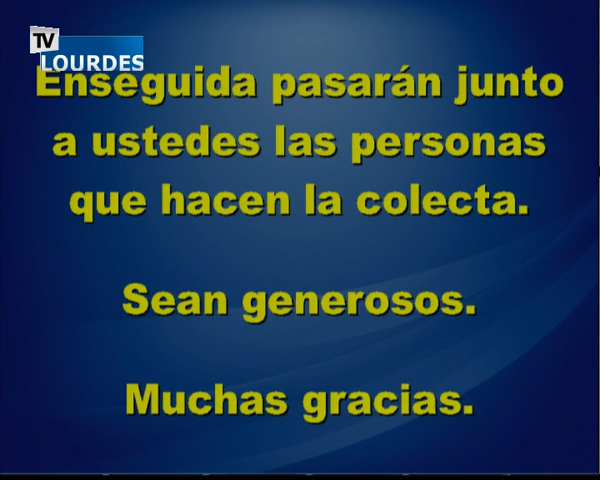 TV
LOURDES
Enseguida pasarán junto
a ustedes las personas
que hacen la colecta.
Sean generosos.
Muchas gracias.